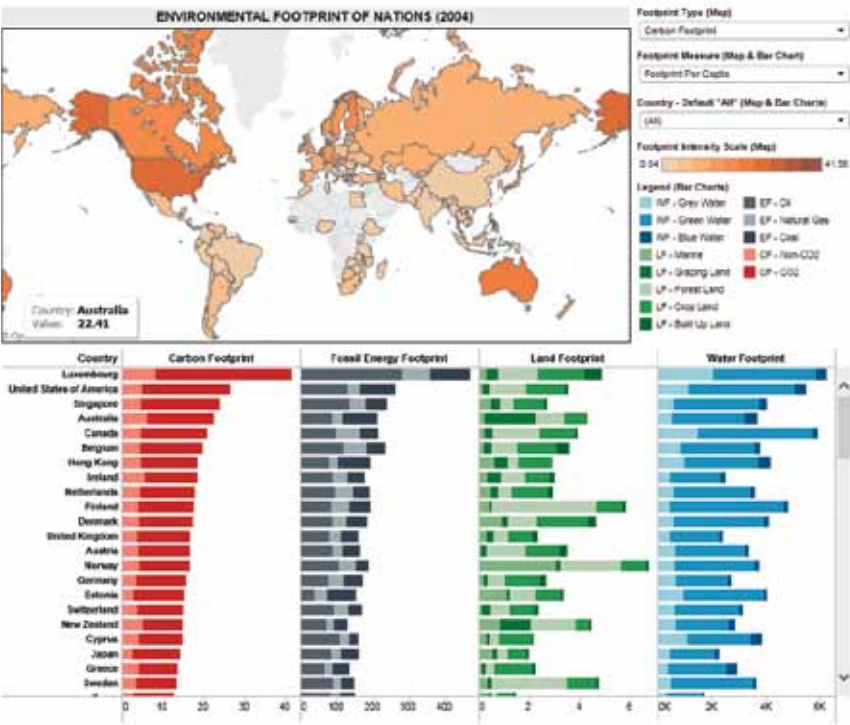 ENVIRONMENTAL FOOTPRINT OF NATIONS (2004)
Footprint Type (Map)
Carbon Footprint
Footprint Measure (Map & Bar Chart)
Footprint Per Capita
Country - Default "All" (Map & Bar Charts)
(All)
Footprint Intensity Scale (Map)
0.04 41.55
Legend (Bar Charts)
WF - Grey Water EF - Oil
WF - Green Water EF - Natural Gas
WF - Blue Water EF - Coal
LF - Marine CF - Non-CO2
LF - Grazing Land CF - CO2
LF - Forest Land
LF - Crop Land
LF - Built Up Land
Country: Australia
Value: 22.41
Country Carbon Footprint Fossil Energy Footprint Land Footprint Water Footprint
Luxembourg
United States of America
Singapore
Australia
Canada
Belgium
Hong Kong
Ireland
Netherlands
Finland
Denmark
United Kingdom
Austria
Norway
Germany
Estonia
Switzerland
New Zealand
Cyprus
Japan
Greece
Sweden
0 10 20 30 40 0 100 200 300 400 0 2 4 6 0K 2K 4K 6K